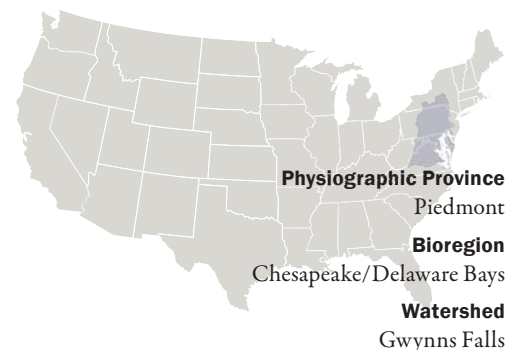 Physiographic Province
Piedmont
Bioregion
Chesapeake/Delaware Bays
Watershed
Gwynns Falls